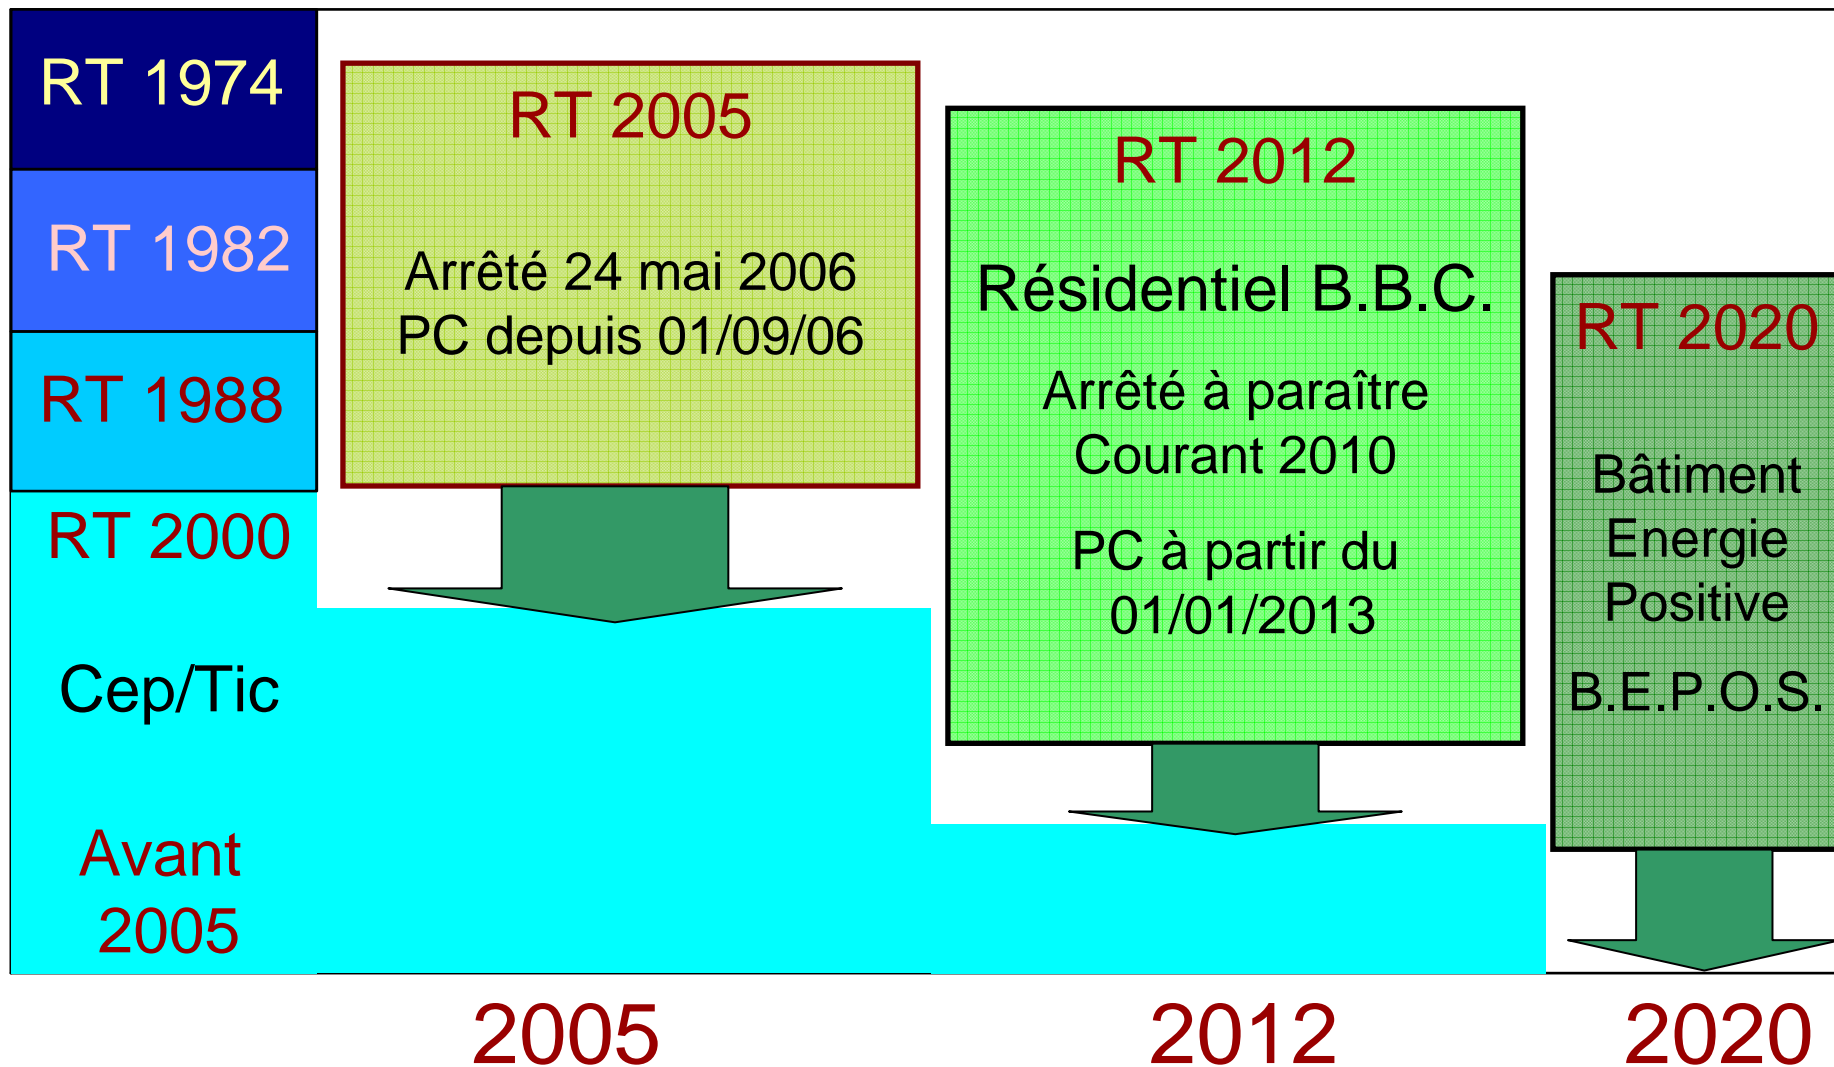 RT 1974
RT 1982
RT 1988
RT 2000
Cep/Tic
Avant
2005
RT 2005
Arrêté 24 mai 2006
PC depuis 01/09/06
RT 2012
Résidentiel B.B.C.
Arrêté à paraître
Courant 2010
PC à partir du
01/01/2013
RT 2020
Bâtiment
Energie
Positive
B.E.P.O.S.
2005
2012
2020